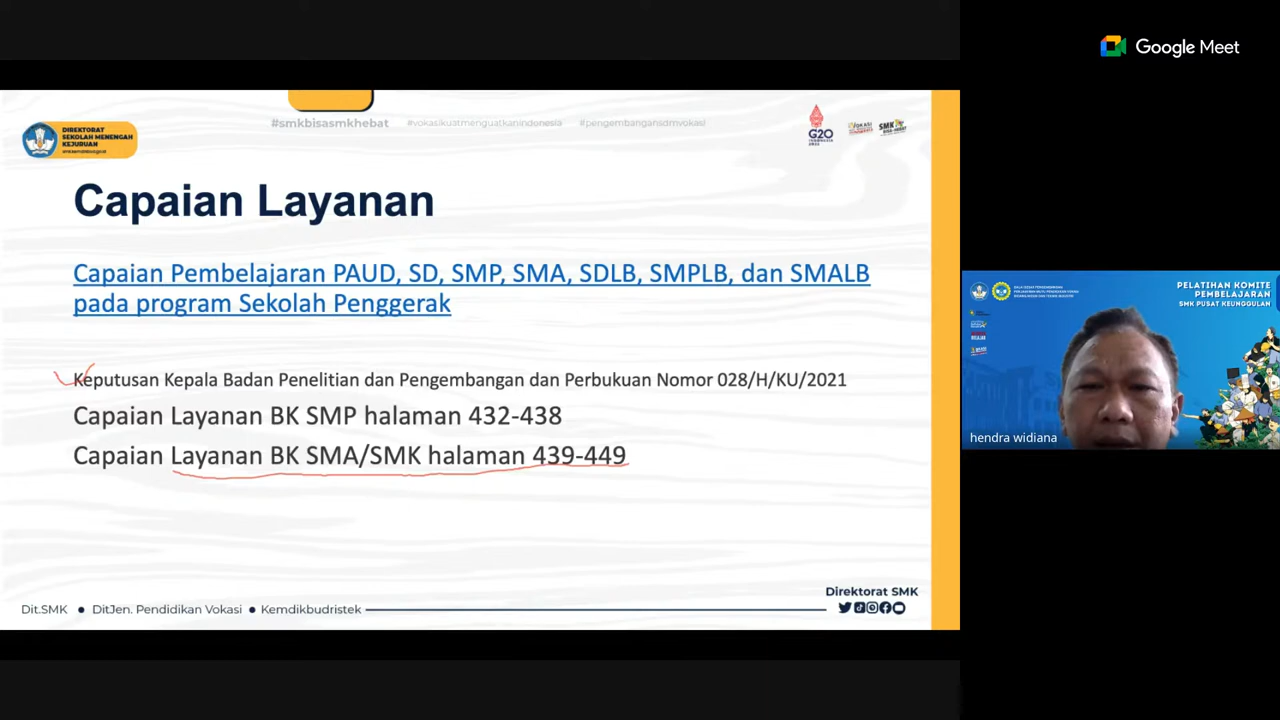 Google Meet
#smkbisasmkhebat #vokasikuatmenguatkanindonesia #pengembangansdmvokasi
DIREKTORAT
SEKOLAH MENENGAH
KEJURUAN
G20
Capaian Layanan
Capaian Pembelajaran PAUD, SD, SMP, SMA, SDLB, SMPLB, dan SMALB
pada program Sekolah Penggerak
PELATIHAN KOMITE
PEMBELAJARAN
SMK PUSAT KEUNGGULAN
Keputusan Kepala Badan Penelitian dan Pengembangan dan Perbukuan Nomor 028/H/KU/2021
Capaian Layanan BK SMP halaman 432-438
Capaian Layanan BK SMA/SMK halaman 439-449
hendra widiana
Direktorat SMK
Dit.SMK ● DitJen. Pendidikan Vokasi ● Kemdikbudristek